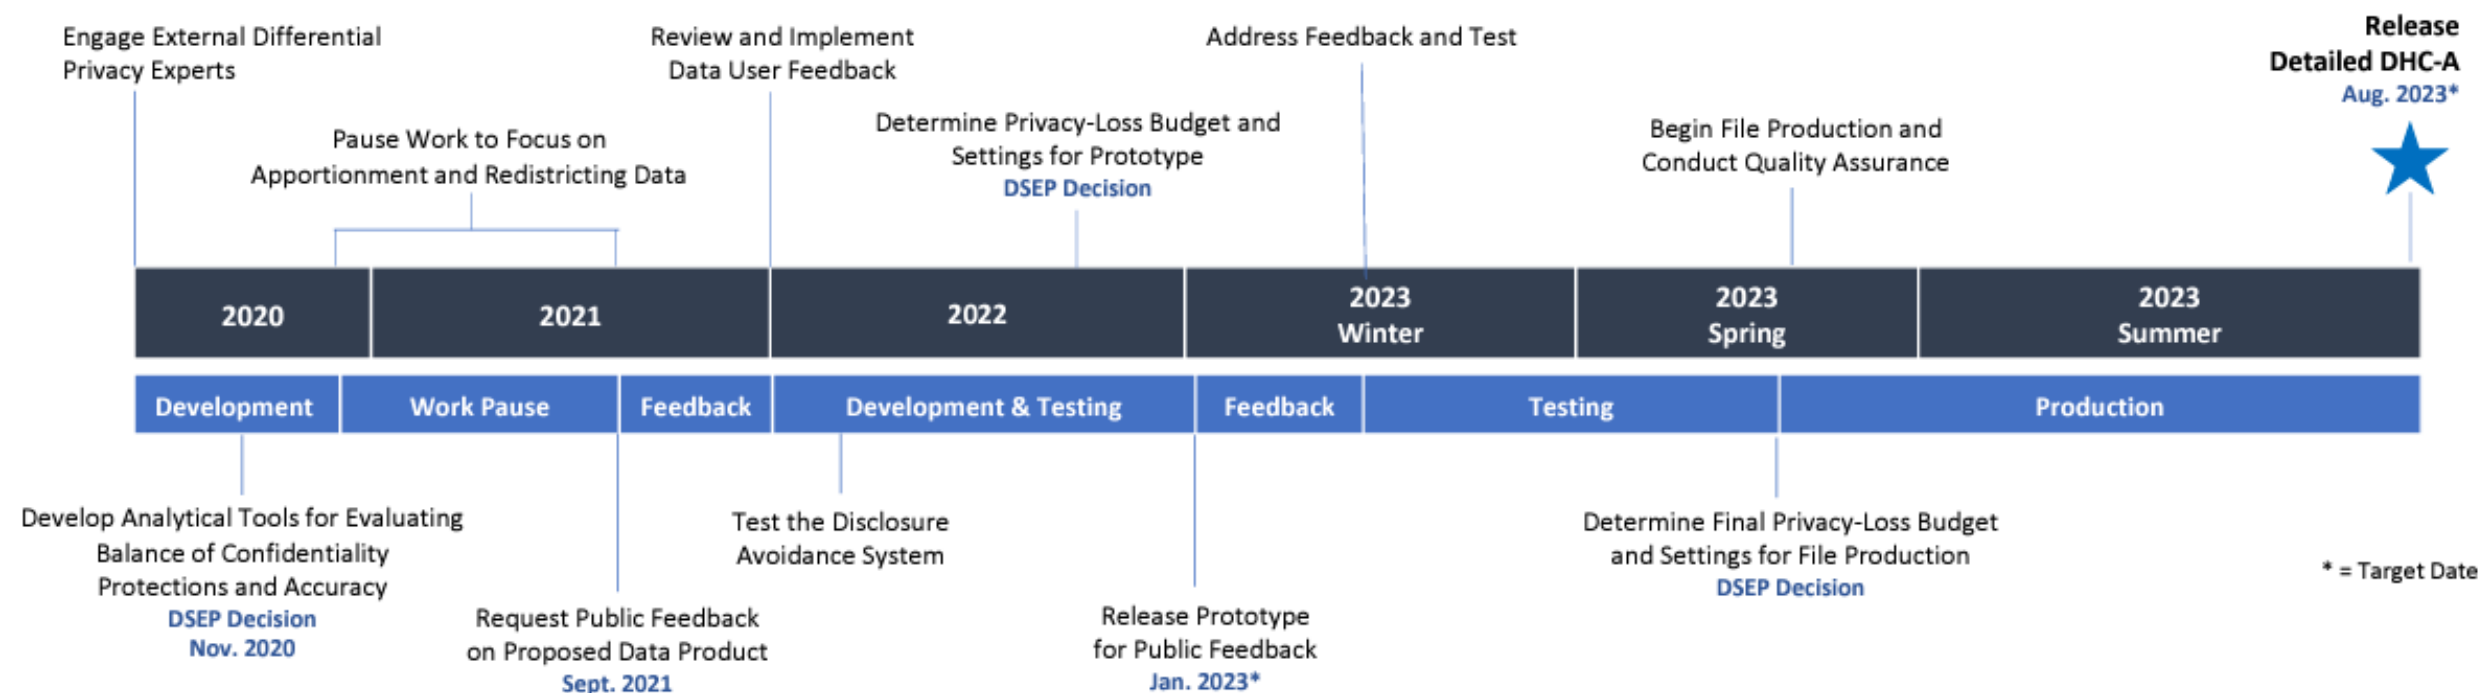 Engage External Differential
Privacy Experts
Pause Work to Focus on
Apportionment and Redistricting Data
Review and Implement
Data User Feedback
Determine Privacy-Loss Budget and
Settings for Prototype
DSEP Decision
Address Feedback and Test
Begin File Production and
Conduct Quality Assurance
Release
Detailed DHC-A
Aug. 2023*
2020
2021
2022
2023
Winter
2023
Spring
2023
Summer
Development
Work Pause
Feedback
Development & Testing
Feedback
Testing
Production
Develop Analytical Tools for Evaluating
Balance of Confidentiality
Protections and Accuracy
DSEP Decision
Nov. 2020
Request Public Feedback
on Proposed Data Product
Sept. 2021
Test the Disclosure
Avoidance System
Release Prototype
for Public Feedback
Jan. 2023*
Determine Final Privacy-Loss Budget
and Settings for File Production
DSEP Decision
* = Target Date